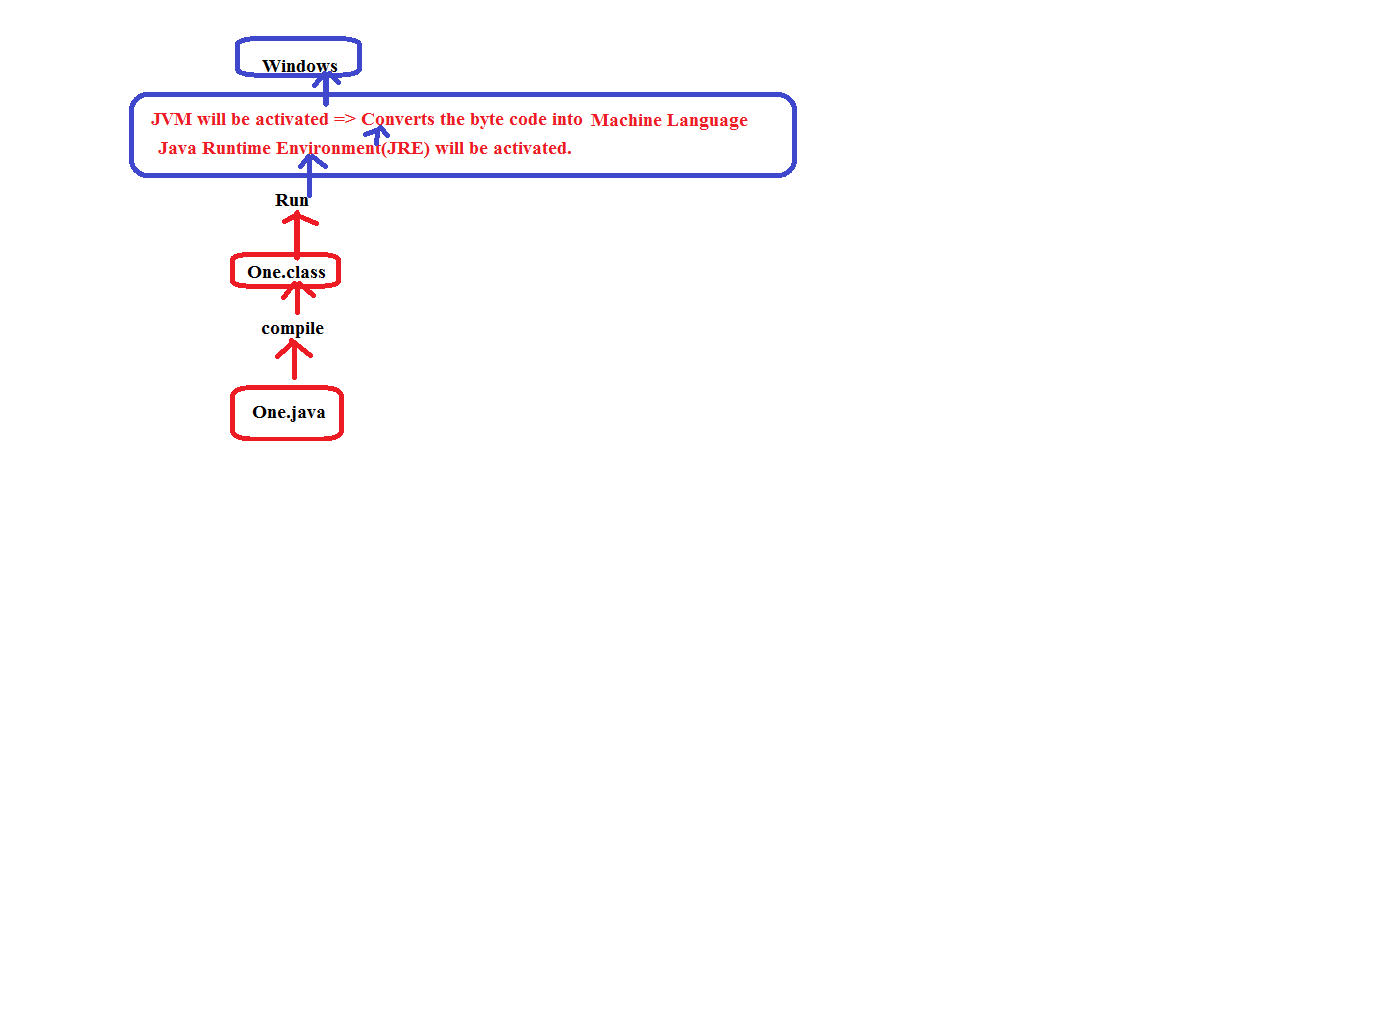 Windows
JVM will be activated => Converts the byte code into Machine Language
Java Runtime Environment(JRE) will be activated.
Run
One.class
compile
One.java